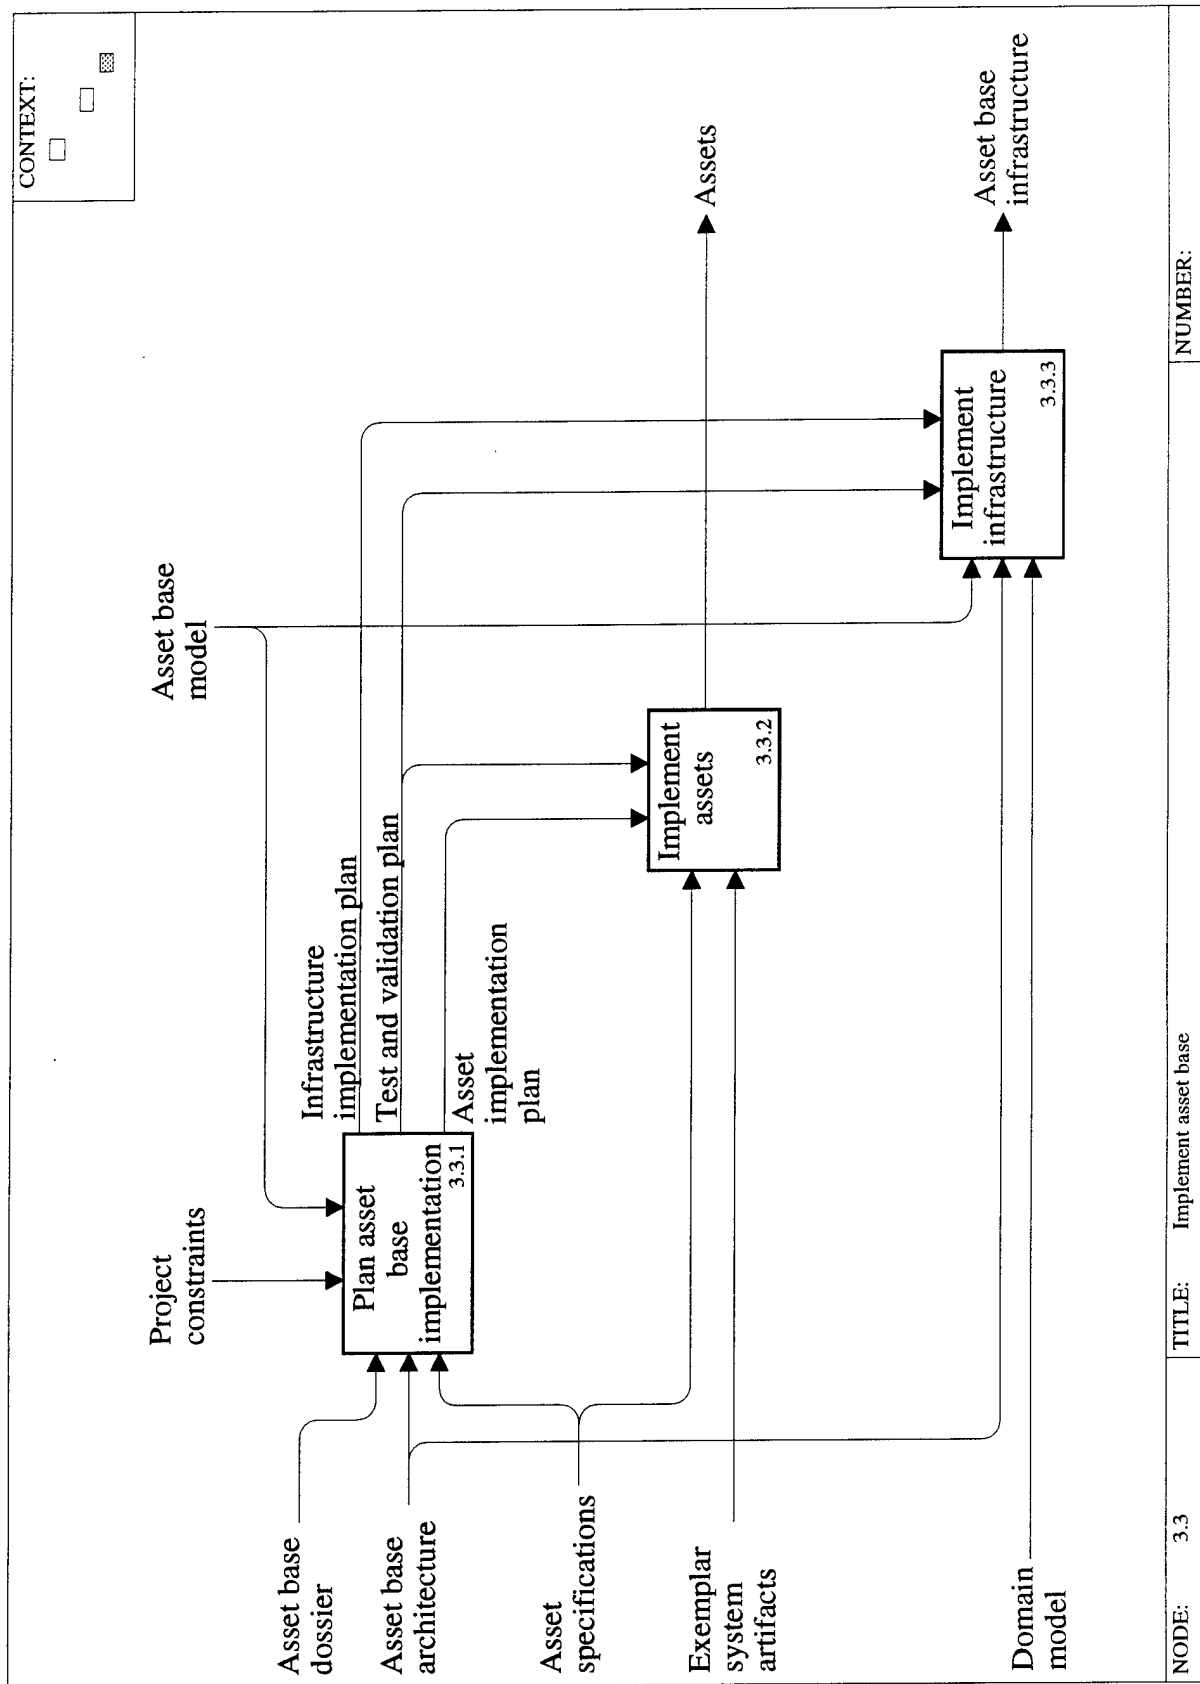 CONTEXT:
Asset base
model
Project
constraints
Infrastructure
implementation plan
Test and validation plan
Asset
implementation
plan
Plan asset
base
implementation
3.3.1
Asset base
dossier
Asset base
architecture
Asset
specifications
Exemplar
system
artifacts
Domain
model
Implement
assets
3.3.2
Assets
Implement
infrastructure
3.3.3
Asset base
infrastructure
NODE: 3.3
TITLE: Implement asset base
NUMBER: